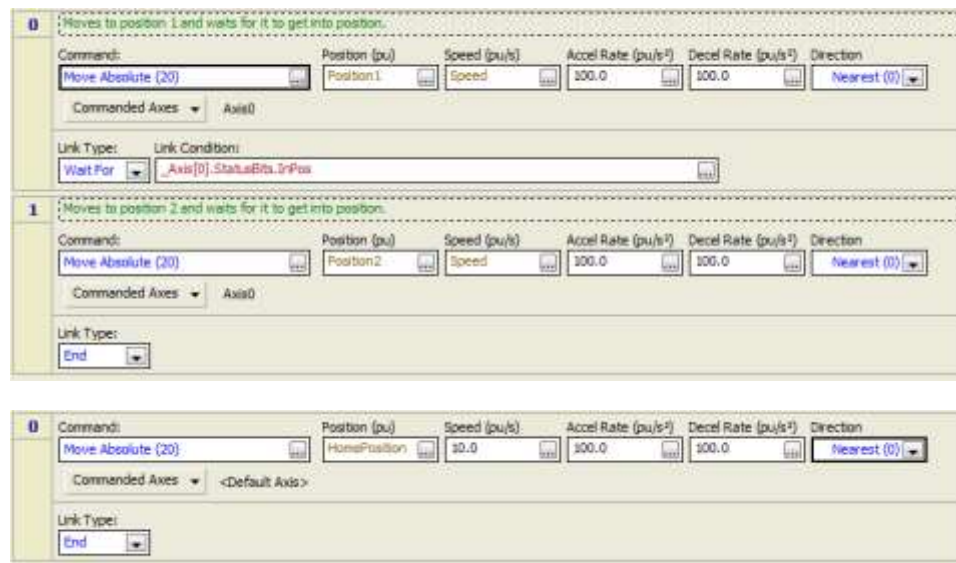 0 Moves to position 1 and waits for it to get into position.
Command: Position (pu) Speed (pu/s) Accel Rate (pu/s²) Decel Rate (pu/s²) Direction
Move Absolute (20) ... Position1 ... Speed ... 100.0 ... 100.0 ... Nearest (0)
Commanded Axes Axis0
Link Type: Link Condition:
Wait For _Axis[0].StatusBits.InPos ...
1 Moves to position 2 and waits for it to get into position.
Command: Position (pu) Speed (pu/s) Accel Rate (pu/s²) Decel Rate (pu/s²) Direction
Move Absolute (20) ... Position2 ... Speed ... 100.0 ... 100.0 ... Nearest (0)
Commanded Axes Axis0
Link Type:
End
0 Command: Position (pu) Speed (pu/s) Accel Rate (pu/s²) Decel Rate (pu/s²) Direction
Move Absolute (20) ... HomePosition ... 10.0 ... 100.0 ... 100.0 ... Nearest (0)
Commanded Axes <Default Axis>
Link Type:
End